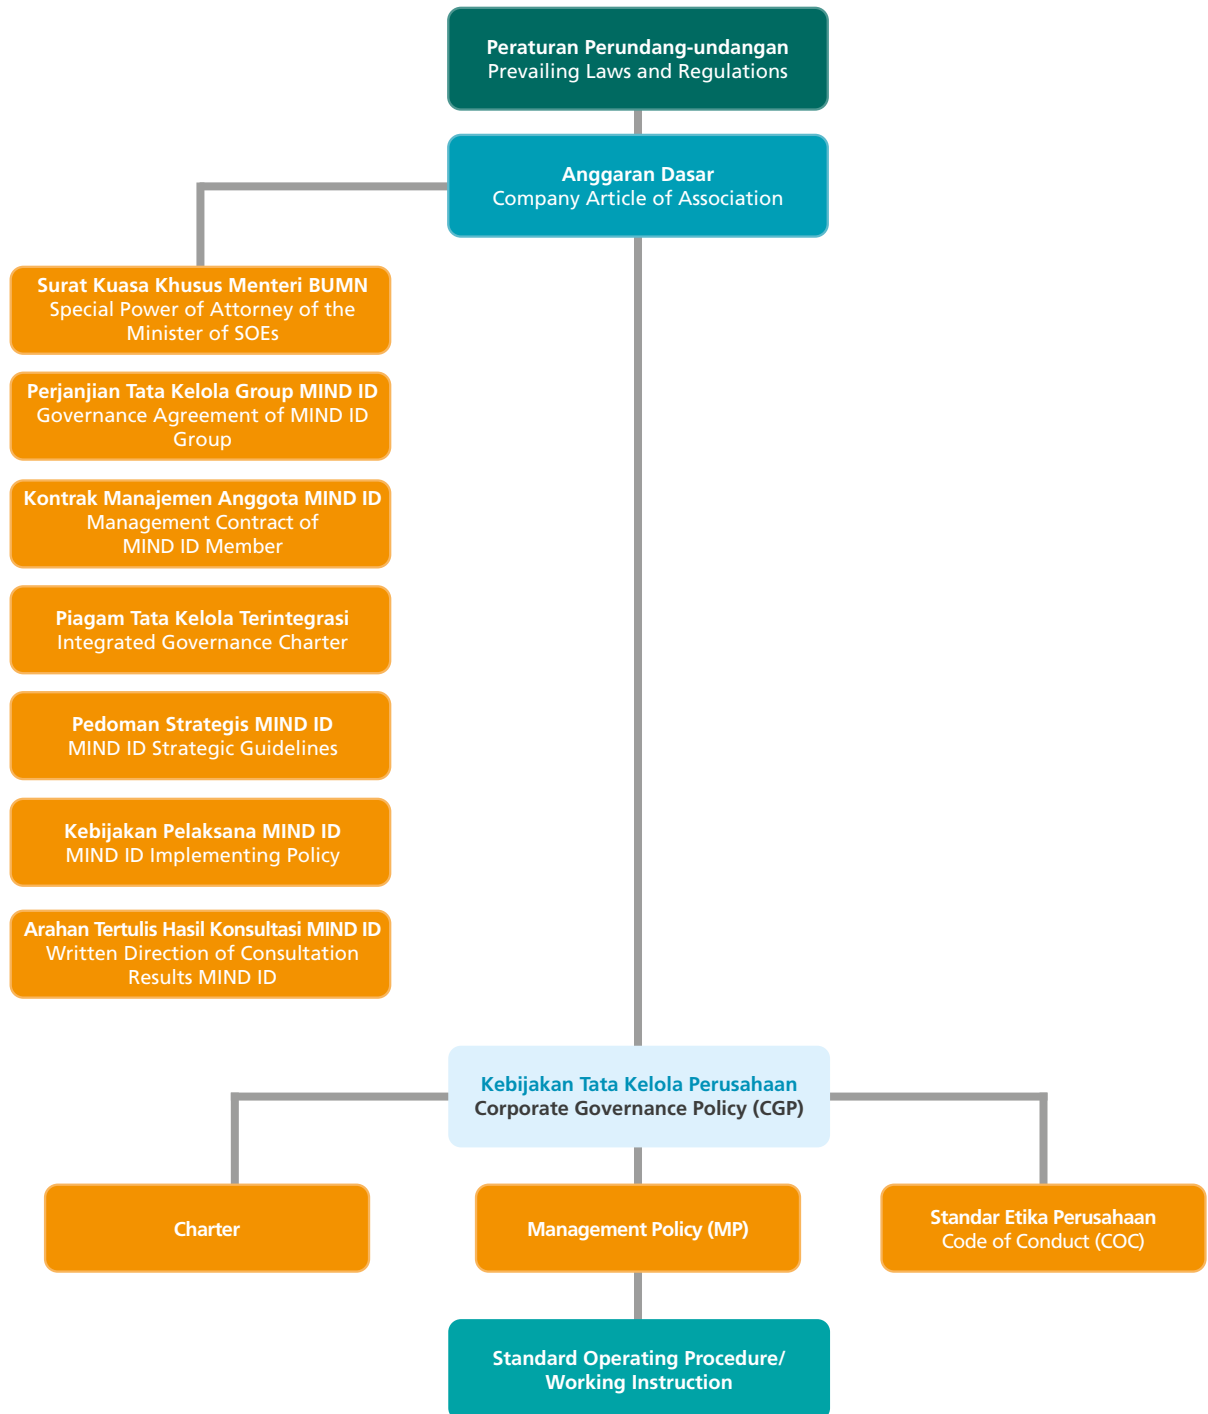 Peraturan Perundang-undangan
Prevailing Laws and Regulations
Anggaran Dasar
Company Article of Association
Surat Kuasa Khusus Menteri BUMN
Special Power of Attorney of the
Minister of SOEs
Perjanjian Tata Kelola Group MIND ID
Governance Agreement of MIND ID
Group
Kontrak Manajemen Anggota MIND ID
Management Contract of
MIND ID Member
Piagam Tata Kelola Terintegrasi
Integrated Governance Charter
Pedoman Strategis MIND ID
MIND ID Strategic Guidelines
Kebijakan Pelaksana MIND ID
MIND ID Implementing Policy
Arahan Tertulis Hasil Konsultasi MIND ID
Written Direction of Consultation
Results MIND ID
Kebijakan Tata Kelola Perusahaan
Corporate Governance Policy (CGP)
Charter
Management Policy (MP)
Standar Etika Perusahaan
Code of Conduct (COC)
Standard Operating Procedure/
Working Instruction